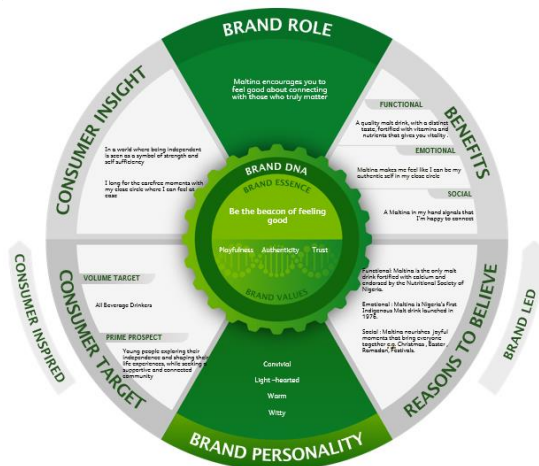 BRAND ROLE
Maltina encourages you to
feel good about connecting
with those who truly matter
CONSUMER INSIGHT
In a world where being independent
is seen as a symbol of strength and
self sufficiency
I long for the carefree moments with
my close circle where I can feel at
ease
BENEFITS
FUNCTIONAL
A quality malt drink, with a distinct
taste, fortified with vitamins and
nutrients that gives you vitality .
EMOTIONAL
Maltina makes me feel like I can be my
authentic self in my close circle
SOCIAL
A Maltina in my hand signals that
I'm happy to connect
BRAND DNA
BRAND ESSENCE
Be the beacon of feeling
good
Playfulness Authenticity Trust
BRAND VALUES
CONSUMER INSPIRED
CONSUMER TARGET
VOLUME TARGET
All Beverage Drinkers
PRIME PROSPECT
Young people exploring their
independence and shaping their
life experiences, while seeking a
supportive and connected
community
REASONS TO BELIEVE
Functional: Maltina is the only malt
drink fortified with calcium and
endorsed by the Nutritional Society of
Nigeria.
Emotional : Maltina is Nigeria's first
Indigenous Malt drink launched in
1976.
Social : Maltina nourishes joyful
moments that bring everyone
together e.g. Christmas , Easter ,
Ramadan, Festivals.
BRAND LED
Convivial
Light –hearted
Warm
Witty
BRAND PERSONALITY